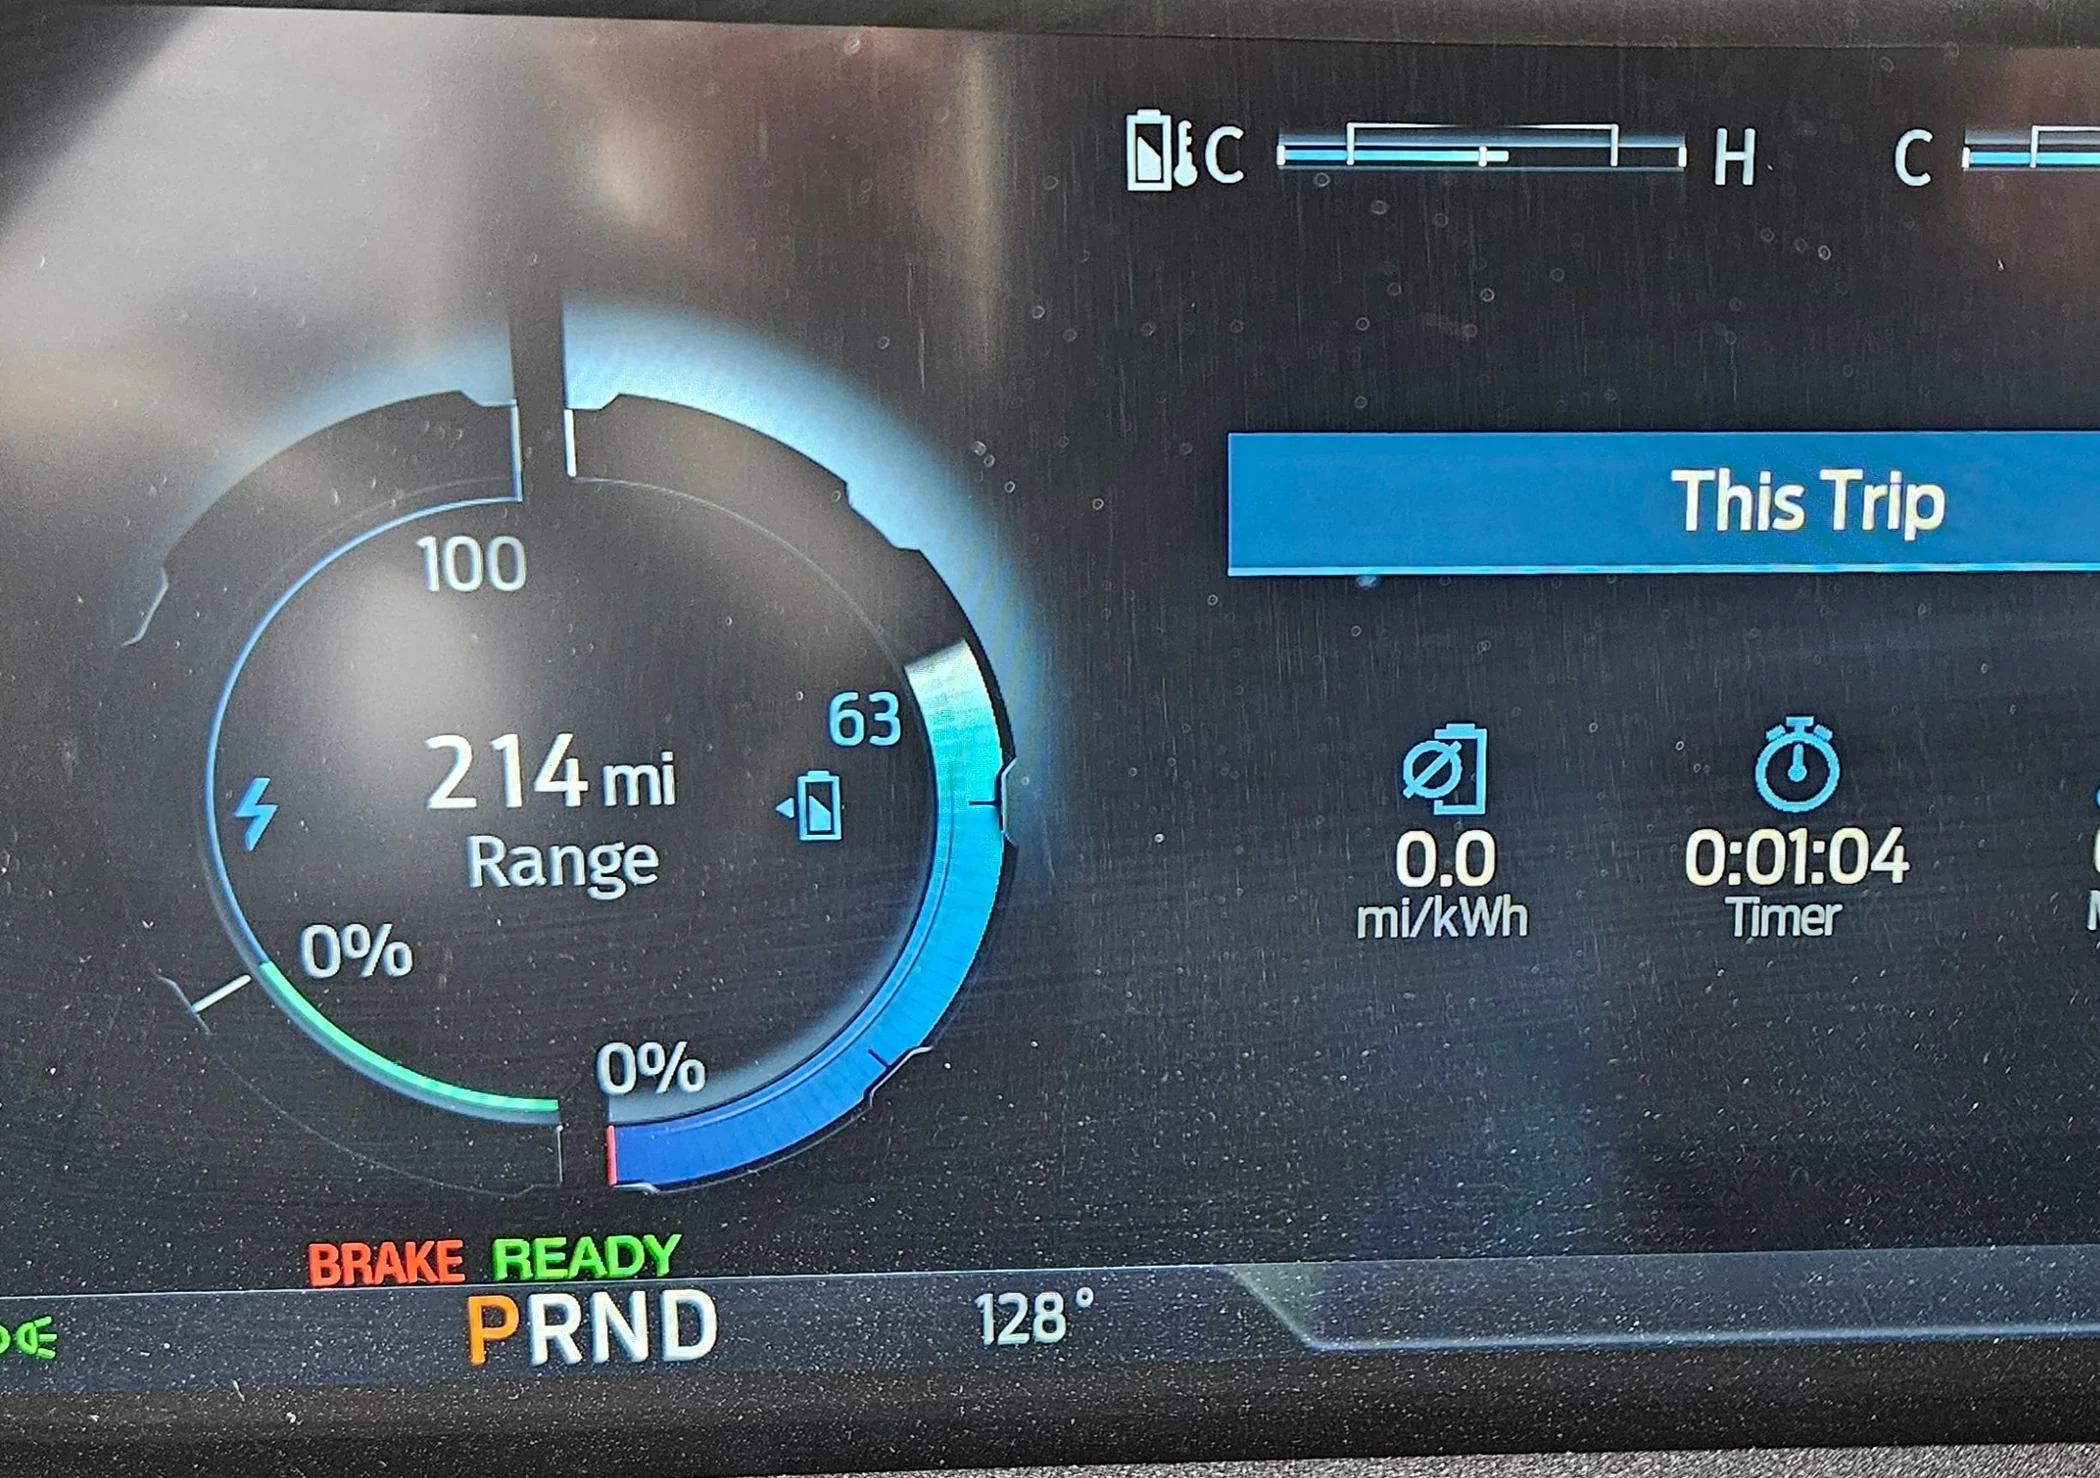 C H C
This Trip
100
63
214 mi
Range
0.0 0:01:04
mi/kWh Timer
0%
0%
BRAKE READY
PRND 128°